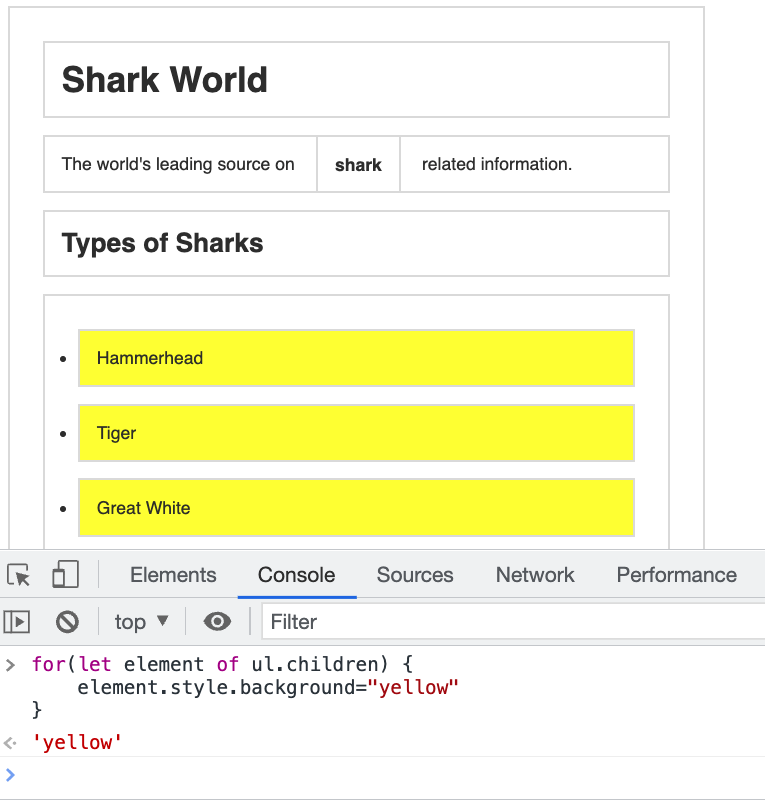 Shark World
The world's leading source on shark related information.
Types of Sharks
• Hammerhead
• Tiger
• Great White
Elements Console Sources Network Performance
top ▼ Filter
> for(let element of ul.children) {
    element.style.background="yellow"
}
<· 'yellow'
>